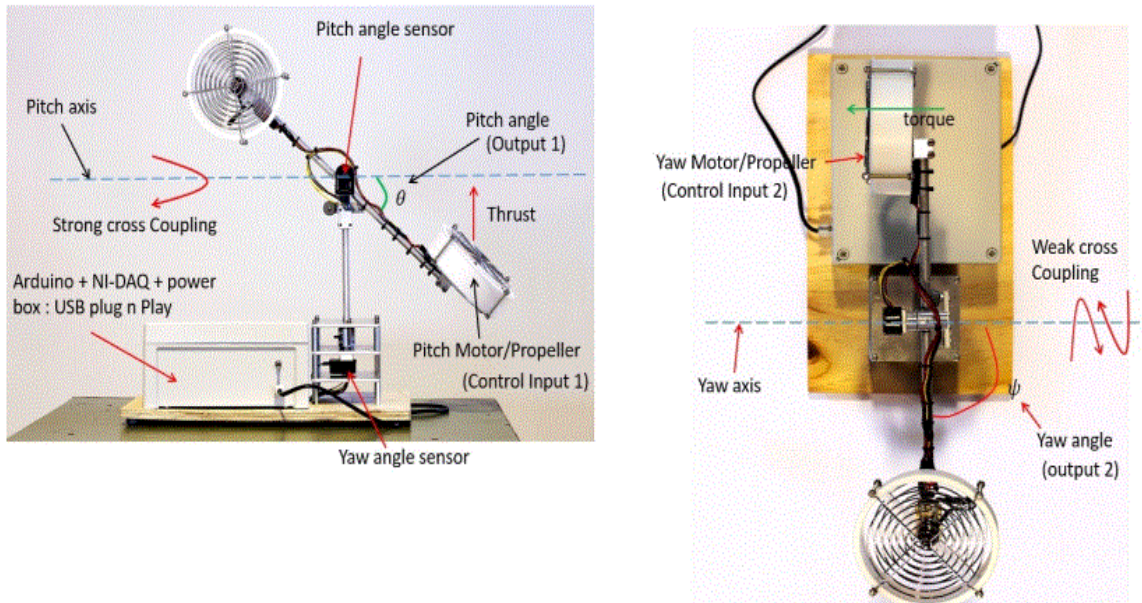 Pitch angle sensor
Pitch axis
Pitch angle
(Output 1)
θ
Thrust
Strong cross Coupling
Arduino + NI-DAQ + power
box : USB plug n Play
Pitch Motor/Propeller
(Control Input 1)
Yaw angle sensor
torque
Yaw Motor/Propeller
(Control Input 2)
Weak cross
Coupling
Yaw axis
ψ
Yaw angle
(output 2)